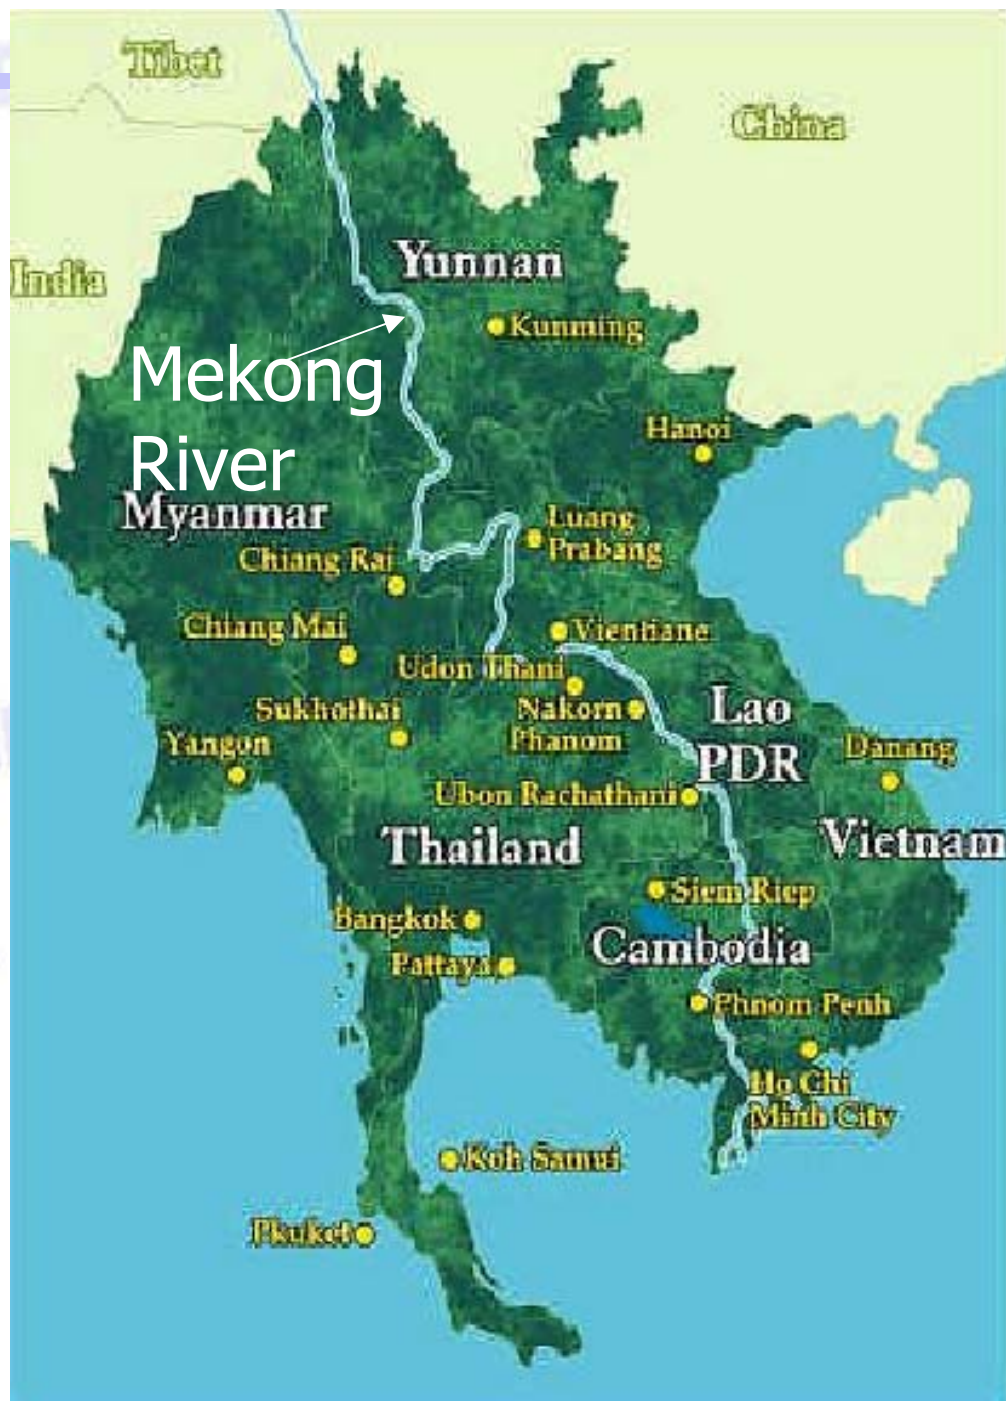 Tibet
China
India
Yunnan
Kunming
Mekong
River
Hanoi
Myanmar
Luang
Prabang
Chiang Rai
Chiang Mai
Vientiane
Udon Thani
Sukhothai
Nakorn
Phanom
Lao
PDR
Yangon
Danang
Ubon Rachathani
Thailand
Vietnam
Siem Riep
Bangkok
Cambodia
Pattaya
Phnom Penh
Ho Chi
Minh City
Koh Samui
Phuket